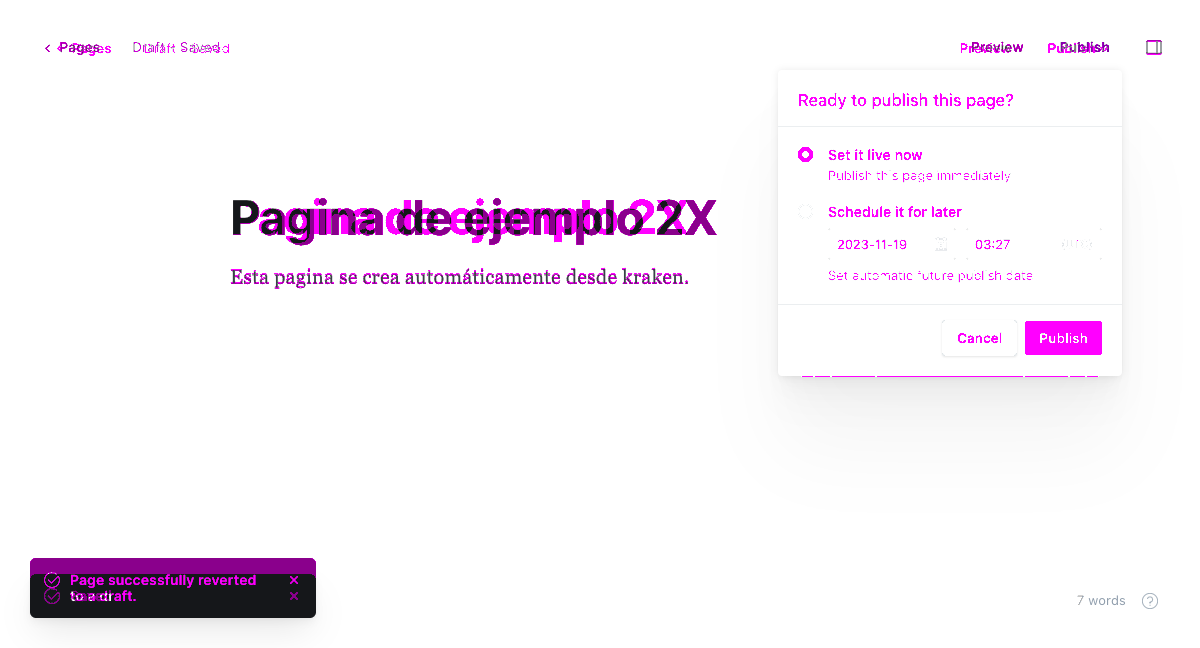 Pages Draft - Saved Preview Publish
Ready to publish this page?
Set it live now
Publish this page immediately
Schedule it for later
2023-11-19 03:27
Set automatic future publish date
Cancel Publish
Pagina de ejemplo 2X
Esta pagina se crea automáticamente desde kraken.
Page successfully reverted
to a draft.
7 words